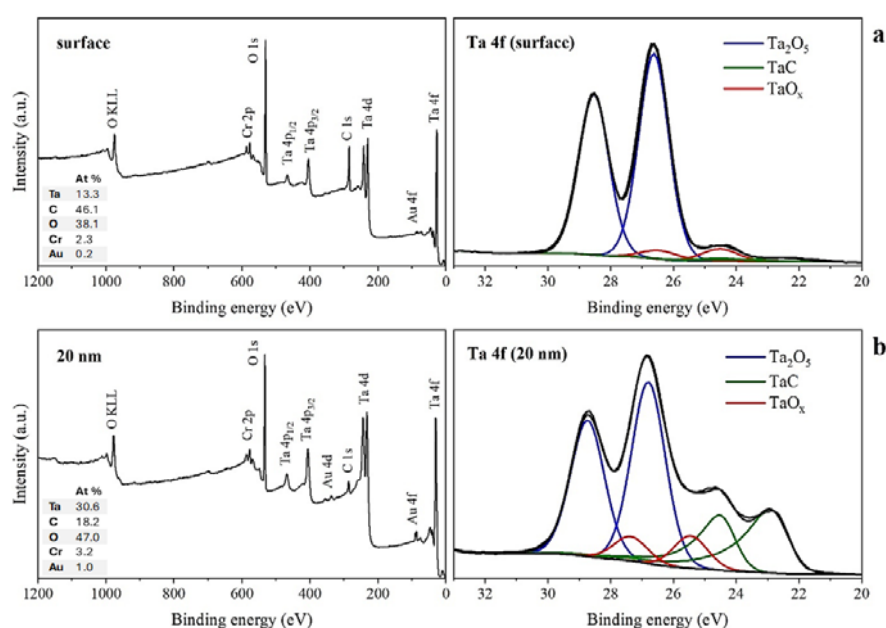 surface
O KLL
Cr 2p
O 1s
Ta 4p1/2
Ta 4p3/2
C 1s
Ta 4d
Au 4f
Ta 4f
Intensity (a.u.)
At %
Ta 13.3
C 46.1
O 38.1
Cr 2.3
Au 0.2
1200 1000 800 600 400 200 0
Binding energy (eV)
Ta 4f (surface)
a
Ta₂O₅
TaC
TaOₓ
32 30 28 26 24 22 20
Binding energy (eV)
20 nm
O KLL
Cr 2p
O 1s
Ta 4p1/2
Ta 4p3/2
Au 4d
C 1s
Ta 4d
Au 4f
Ta 4f
Intensity (a.u.)
At %
Ta 30.6
C 18.2
O 47.0
Cr 3.2
Au 1.0
1200 1000 800 600 400 200 0
Binding energy (eV)
Ta 4f (20 nm)
b
Ta₂O₅
TaC
TaOₓ
32 30 28 26 24 22 20
Binding energy (eV)